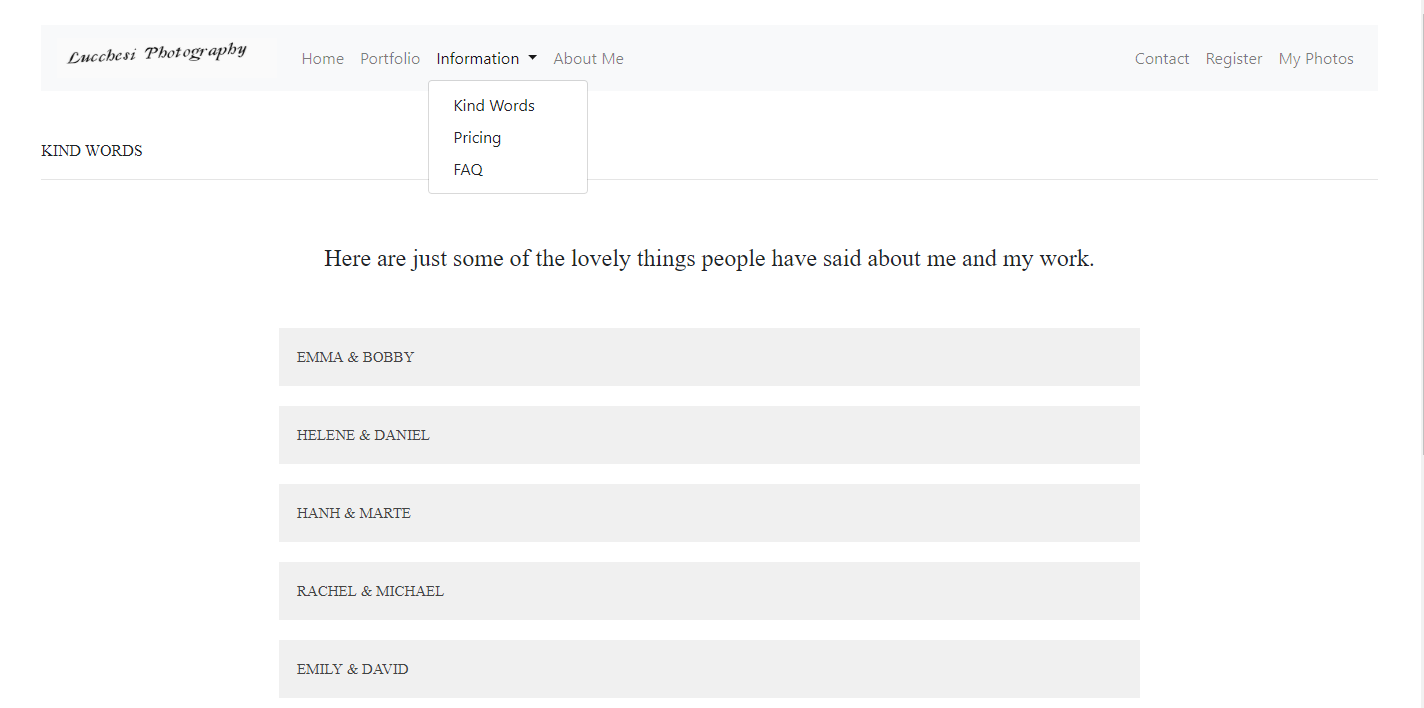 Lucchesi Photography Home Portfolio Information About Me Contact Register My Photos
Kind Words
Pricing
FAQ
KIND WORDS
Here are just some of the lovely things people have said about me and my work.
EMMA & BOBBY
HELENE & DANIEL
HANH & MARTE
RACHEL & MICHAEL
EMILY & DAVID